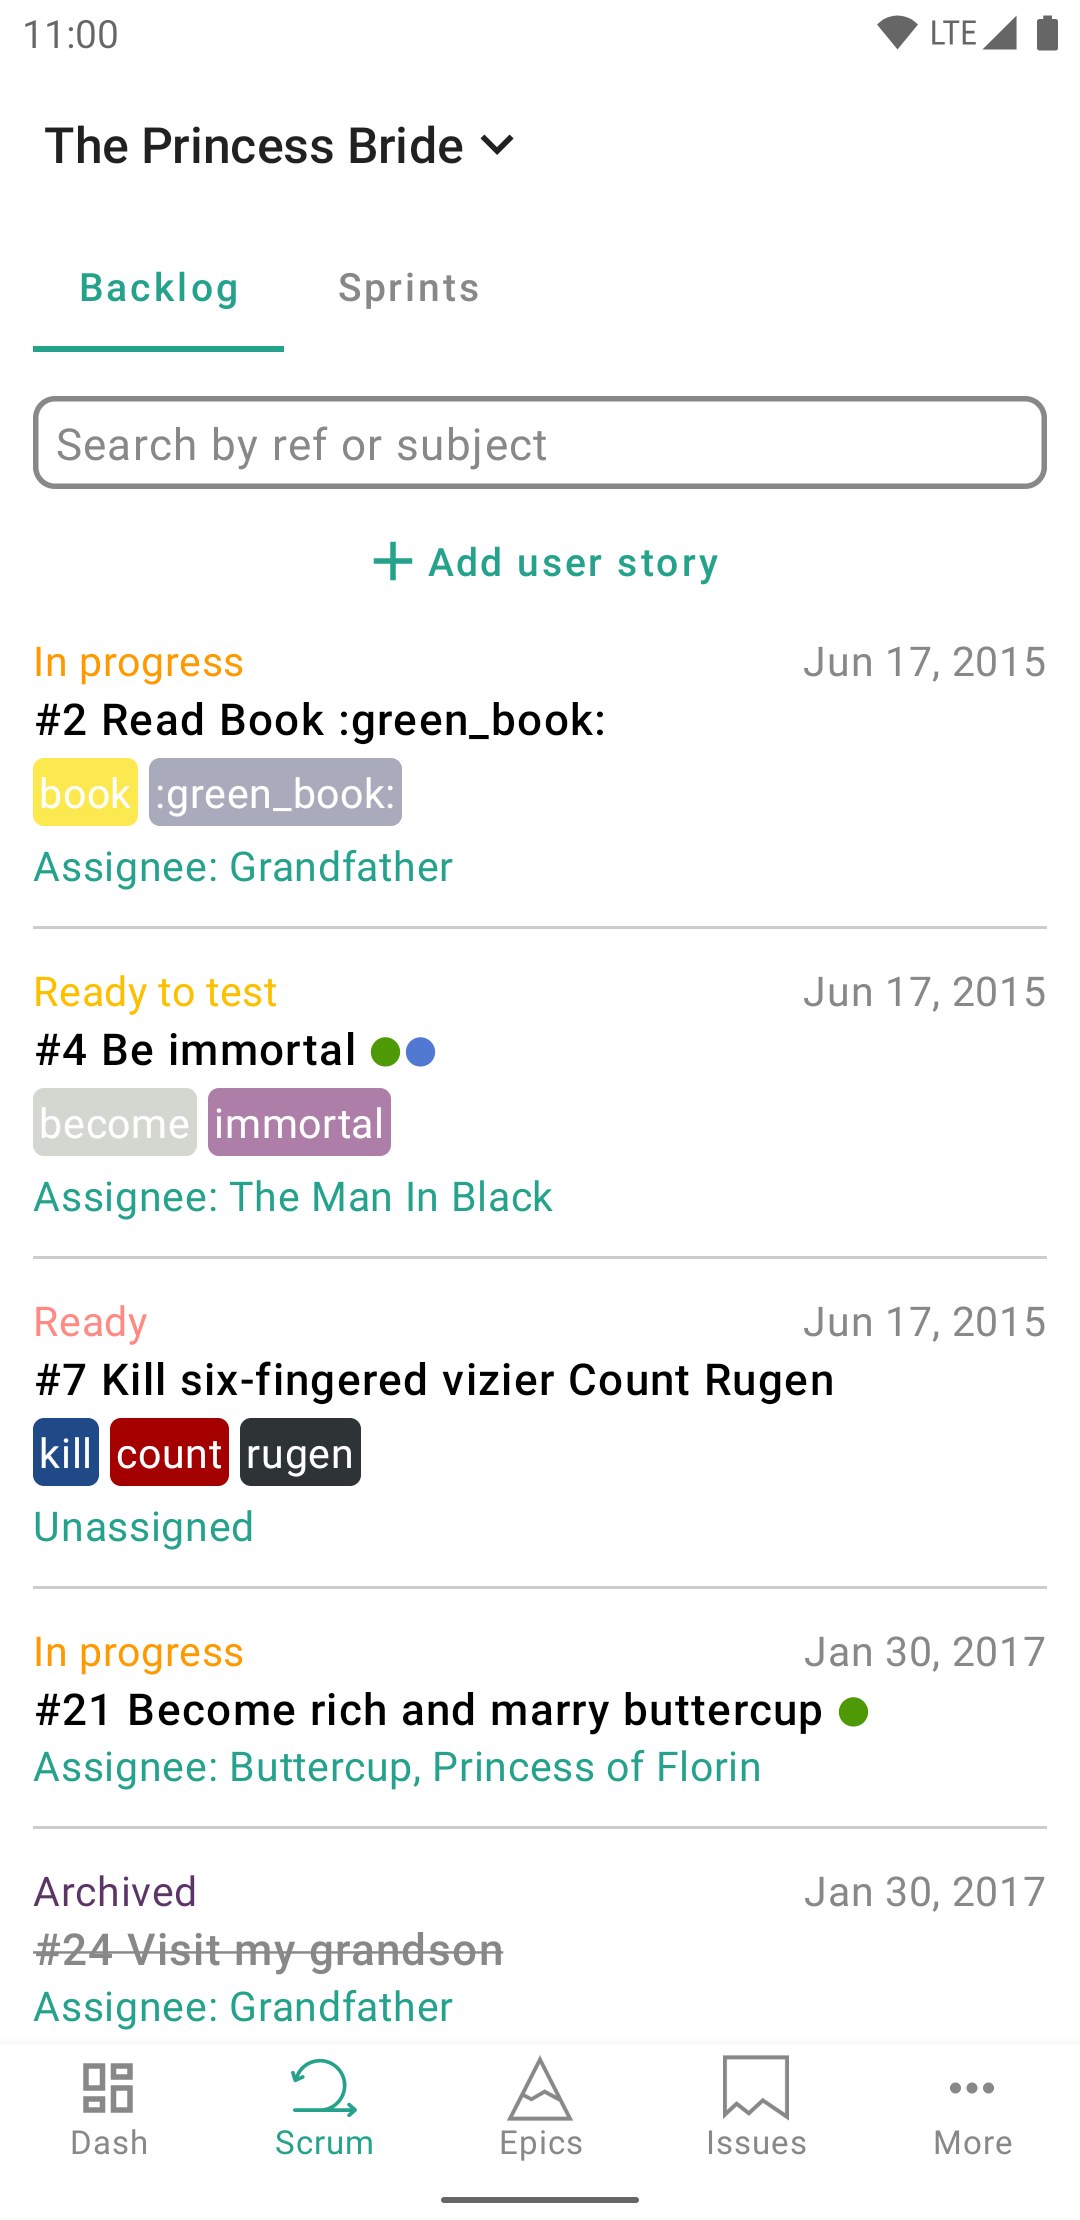 11:00 LTE
The Princess Bride
Backlog Sprints
Search by ref or subject
+ Add user story
In progress Jun 17, 2015
#2 Read Book :green_book:
book :green_book:
Assignee: Grandfather
Ready to test Jun 17, 2015
#4 Be immortal
become immortal
Assignee: The Man In Black
Ready Jun 17, 2015
#7 Kill six-fingered vizier Count Rugen
kill count rugen
Unassigned
In progress Jan 30, 2017
#21 Become rich and marry buttercup
Assignee: Buttercup, Princess of Florin
Archived Jan 30, 2017
#24 Visit my grandson
Assignee: Grandfather
Dash Scrum Epics Issues More